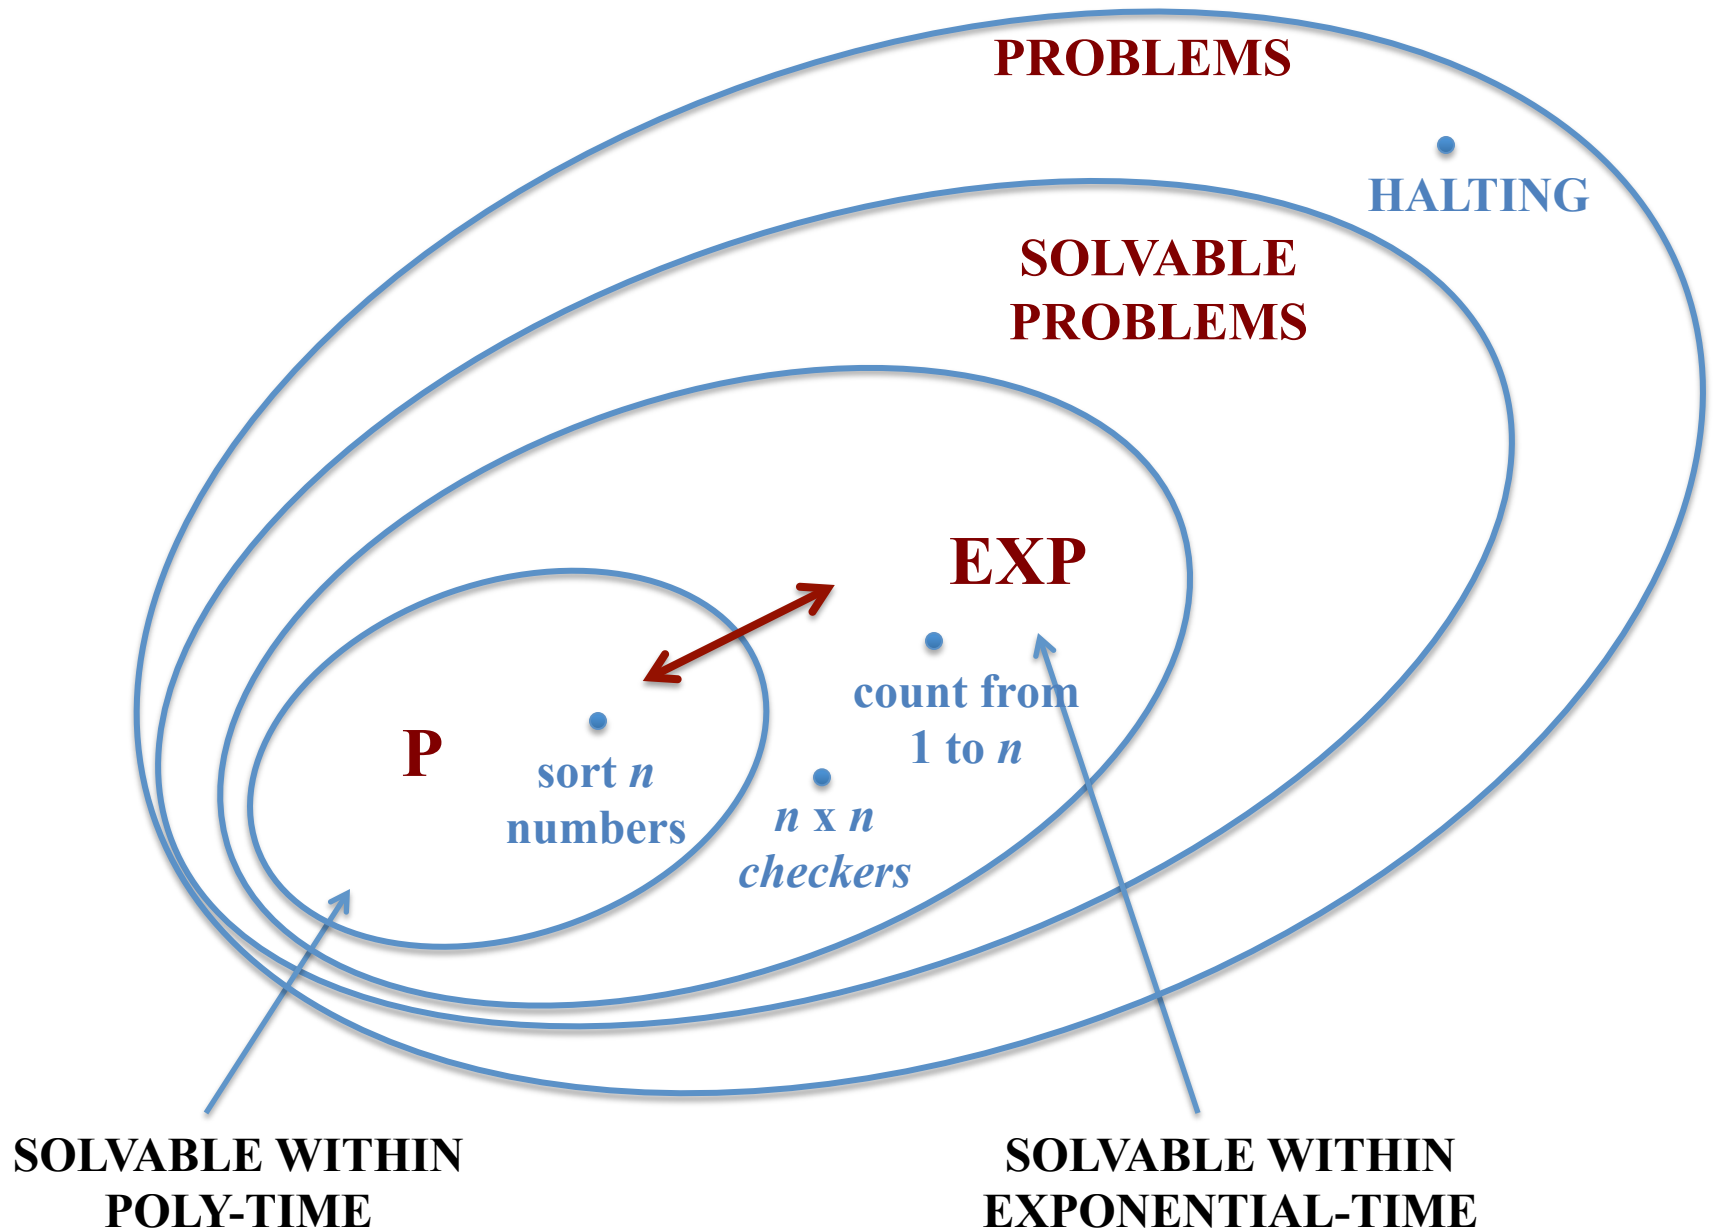 PROBLEMS
HALTING
SOLVABLE
PROBLEMS
EXP
count from
1 to n
P
sort n
numbers
n x n
checkers
SOLVABLE WITHIN
POLY-TIME
SOLVABLE WITHIN
EXPONENTIAL-TIME